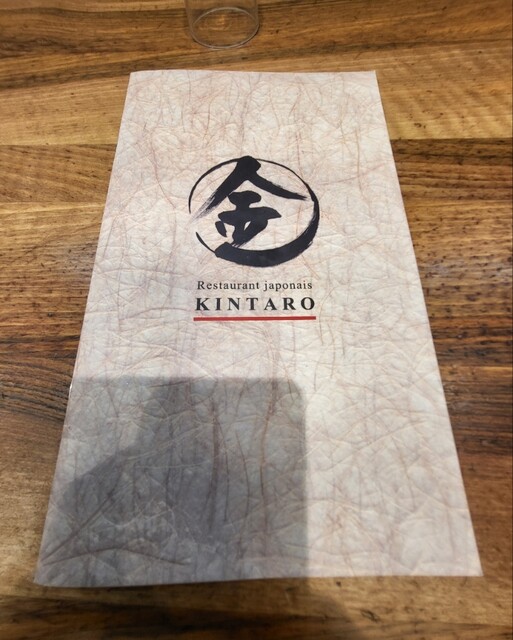 金
Restaurant japonais
KINTARO